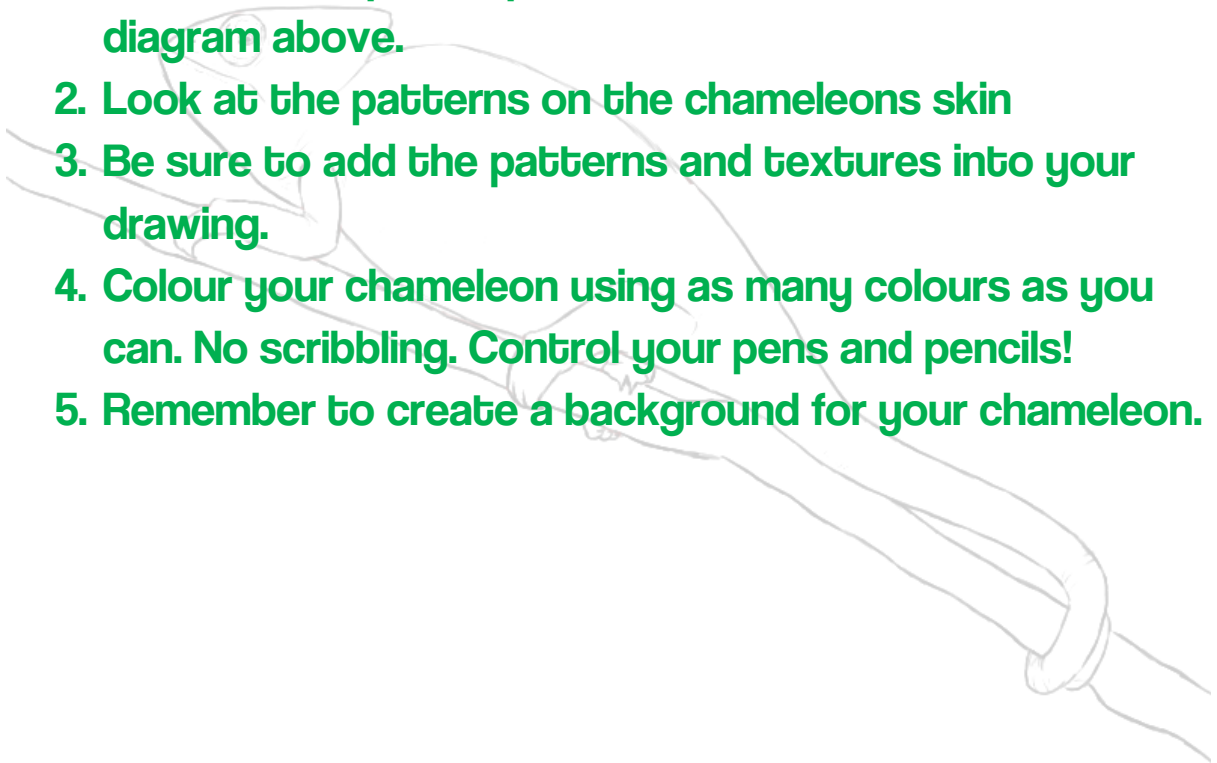 diagram above.
2. Look at the patterns on the chameleons skin
3. Be sure to add the patterns and textures into your
drawing.
4. Colour your chameleon using as many colours as you
can. No scribbling. Control your pens and pencils!
5. Remember to create a background for your chameleon.